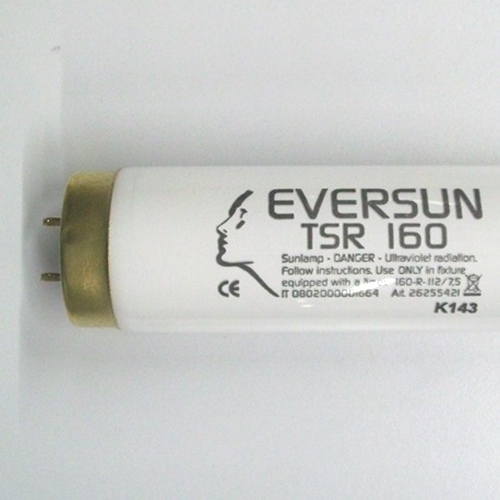 EVERSUN
TSR 160
Sunlamp - DANGER - Ultraviolet radiation.
Follow instructions. Use ONLY in fixture
equipped with a 160-R-112/7,5
CE IT 0802000001664 Art. 26255421
K143